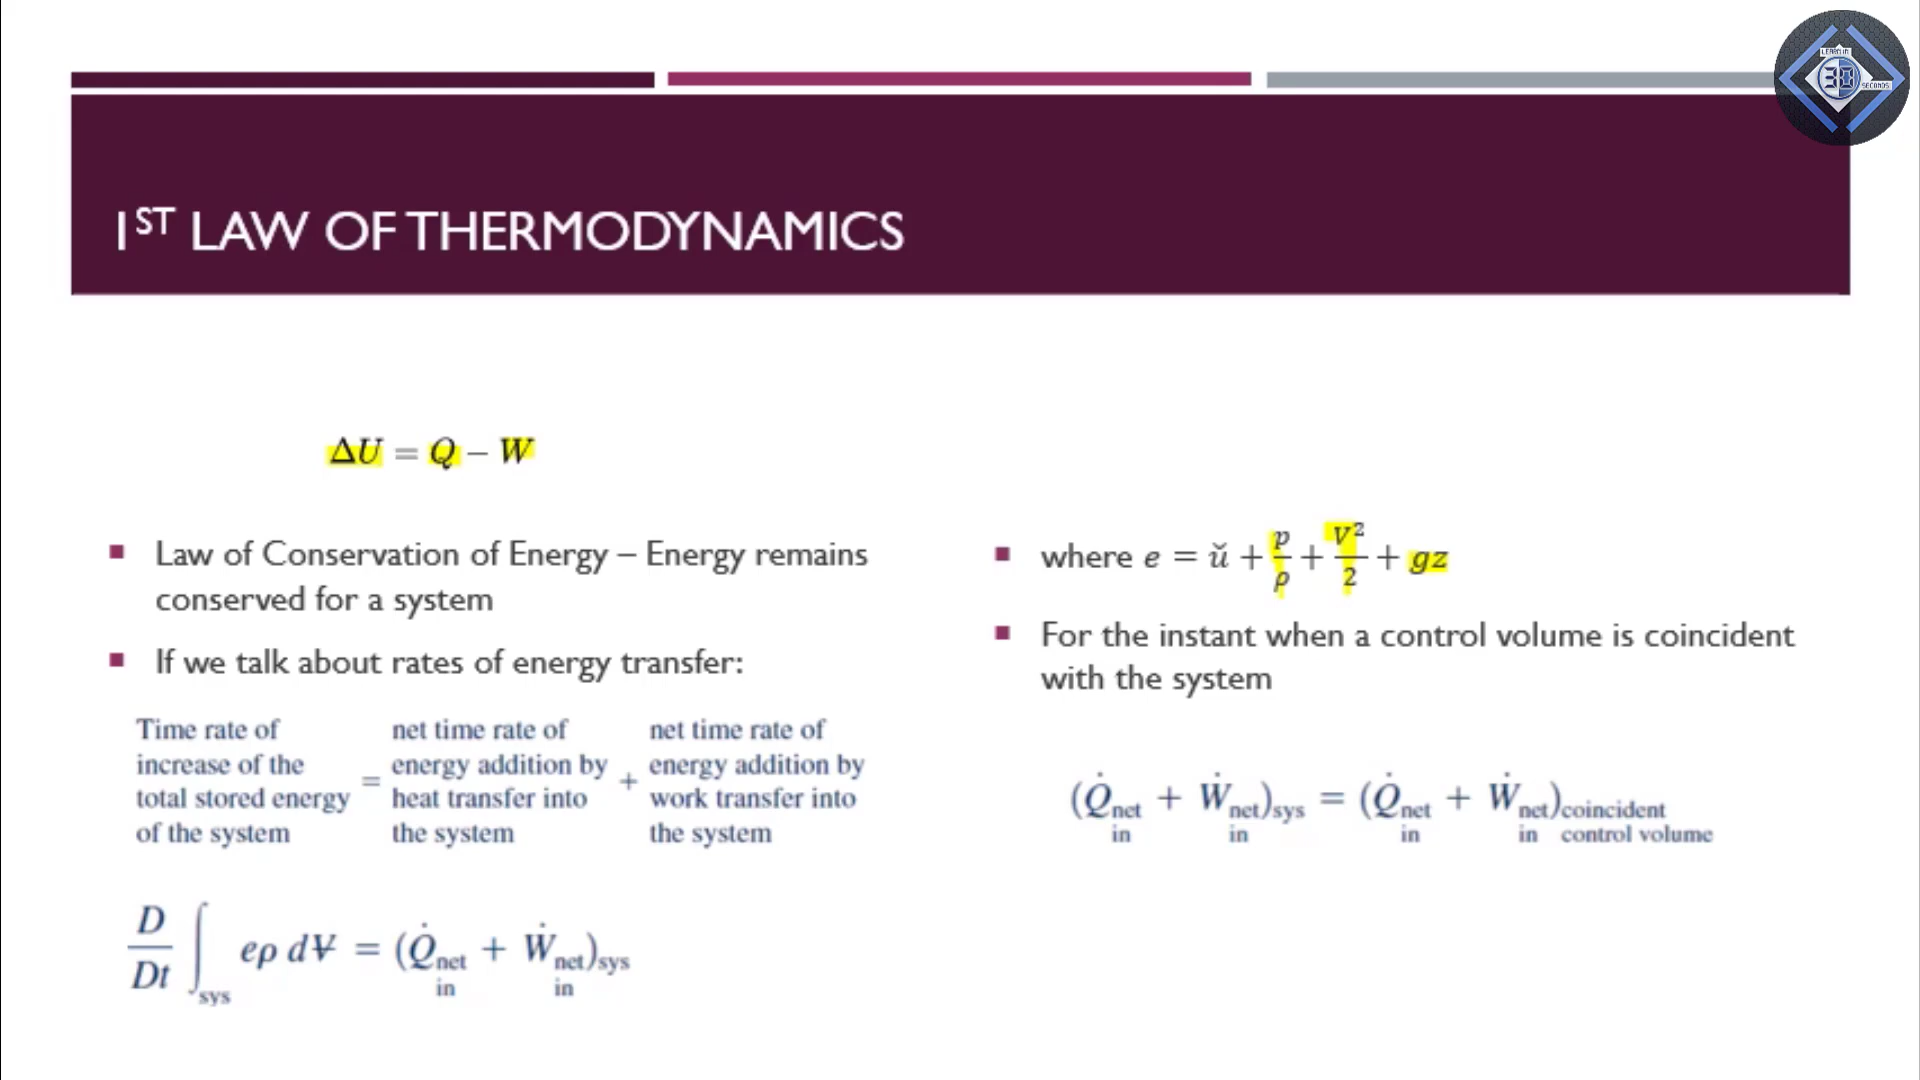 LEARN IN
30
SECONDS
1ST LAW OF THERMODYNAMICS
ΔU = Q − W
▪ Law of Conservation of Energy – Energy remains
conserved for a system
▪ If we talk about rates of energy transfer:
Time rate of increase of the total stored energy of the system = net time rate of energy addition by heat transfer into the system + net time rate of energy addition by work transfer into the system
D/Dt ∫sys eρ dV̶ = (Q̇net in + Ẇnet in)sys
▪ where e = ǔ + p/ρ + V²/2 + gz
▪ For the instant when a control volume is coincident
with the system
(Q̇net in + Ẇnet in)sys = (Q̇net in + Ẇnet in)coincident control volume